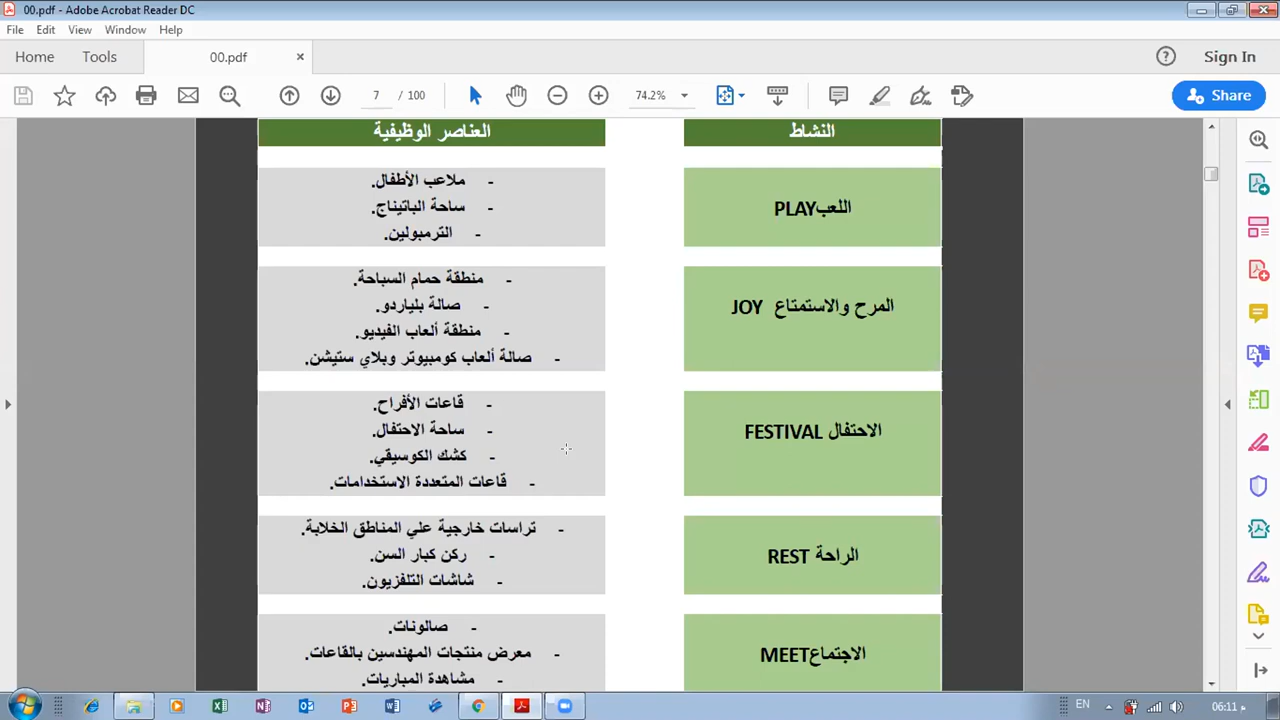 00.pdf - Adobe Acrobat Reader DC
File Edit View Window Help
Home Tools 00.pdf × Sign In
7 / 100 74.2% Share
النشاط
العناصر الوظيفية
اللعبPLAY
- ملاعب الأطفال.
- ساحة الباتيناج.
- الترمبولين.
المرح والاستمتاع JOY
- منطقة حمام السباحة.
- صالة بلياردو.
- منطقة ألعاب الفيديو.
- صالة ألعاب كومبيوتر وبلاي ستيشن.
الاحتفال FESTIVAL
- قاعات الأفراح.
- ساحة الاحتفال.
- كشك الكوسيقي.
- قاعات المتعددة الاستخدامات.
الراحة REST
- تراسات خارجية علي المناطق الخلابة.
- ركن كبار السن.
- شاشات التلفزيون.
الاجتماعMEET
- صالونات.
- معرض منتجات المهندسين بالقاعات.
- مشاهدة المباريات.
EN 06:11 م